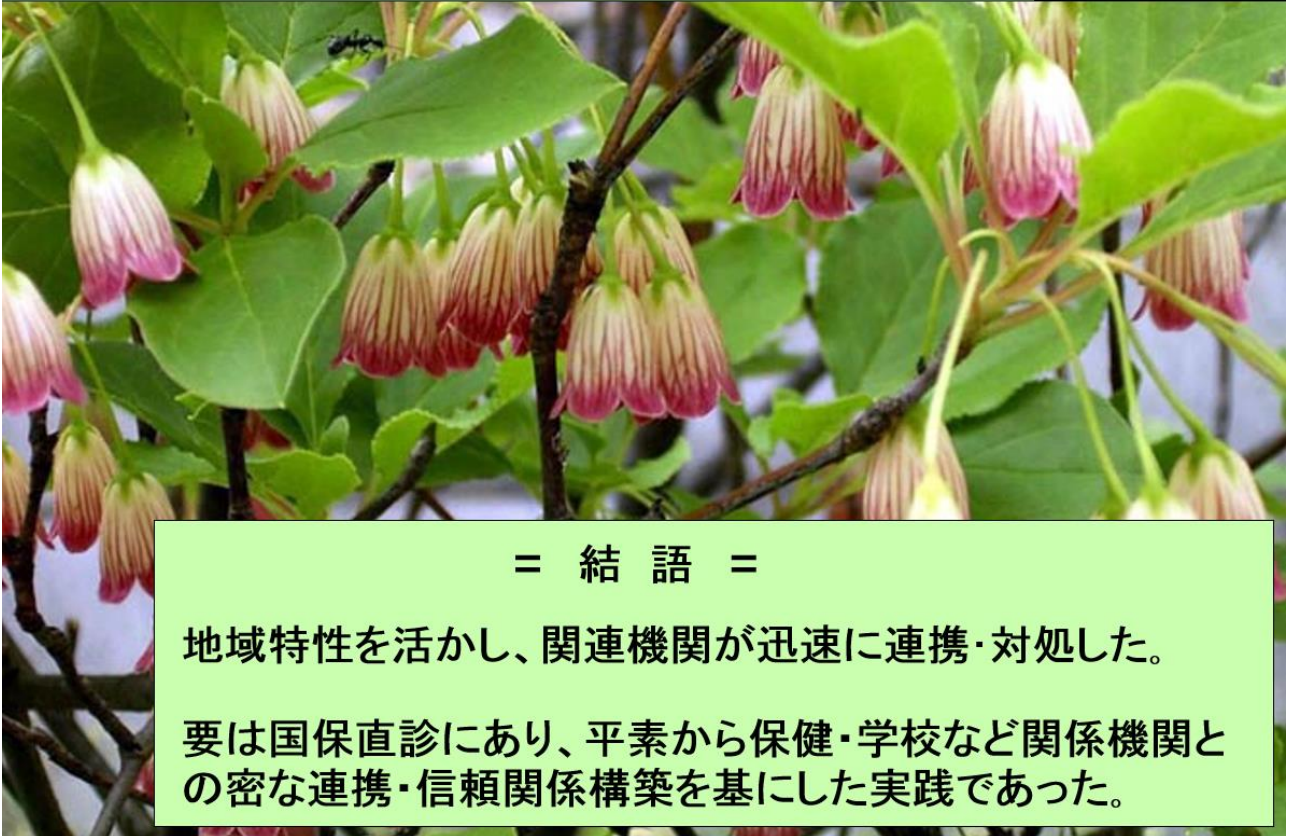 = 結 語 =
地域特性を活かし、関連機関が迅速に連携・対処した。
要は国保直診にあり、平素から保健・学校など関係機関と
の密な連携・信頼関係構築を基にした実践であった。